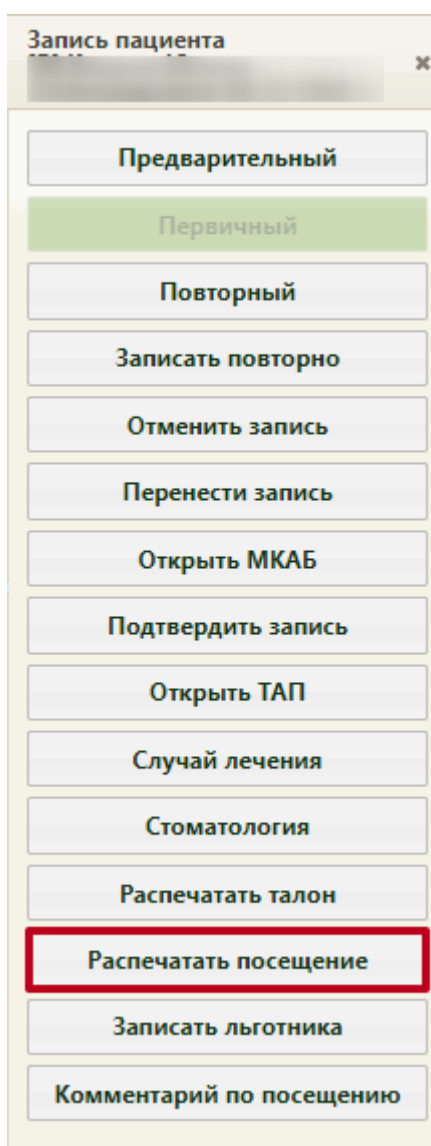 Запись пациента
Предварительный
Первичный
Повторный
Записать повторно
Отменить запись
Перенести запись
Открыть МКАБ
Подтвердить запись
Открыть ТАП
Случай лечения
Стоматология
Распечатать талон
Распечатать посещение
Записать льготника
Комментарий по посещению